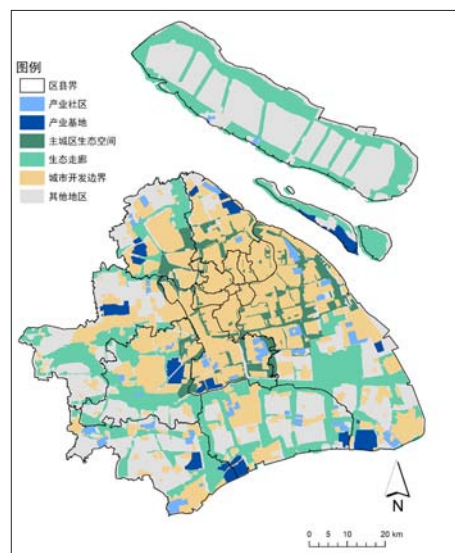 图例
区县界
产业社区
产业基地
主城区生态空间
生态走廊
城市开发边界
其他地区
N
0 5 10 20 km